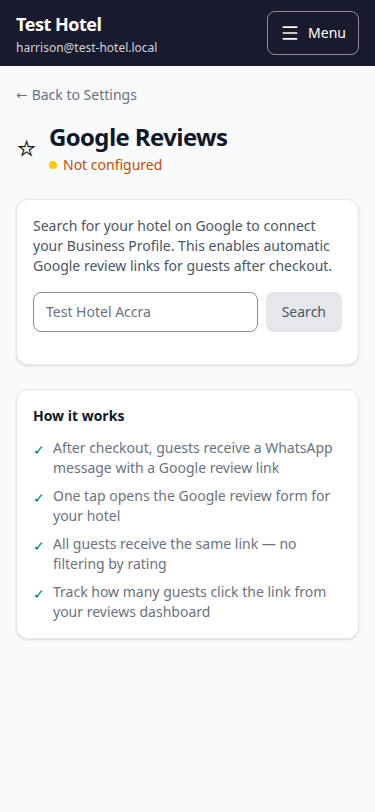 Test Hotel
harrison@test-hotel.local
Menu
← Back to Settings
Google Reviews
Not configured
Search for your hotel on Google to connect
your Business Profile. This enables automatic
Google review links for guests after checkout.
Test Hotel Accra
Search
How it works
✓ After checkout, guests receive a WhatsApp
message with a Google review link
✓ One tap opens the Google review form for
your hotel
✓ All guests receive the same link — no
filtering by rating
✓ Track how many guests click the link from
your reviews dashboard